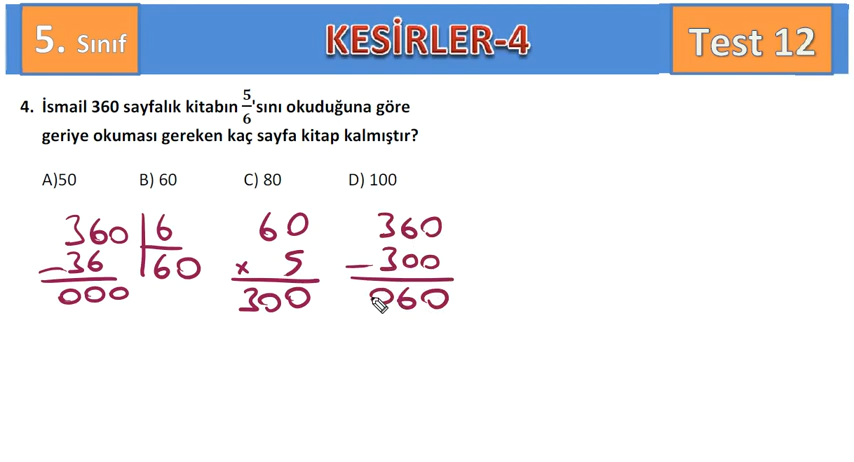 5. Sınıf
KESİRLER-4
Test 12
4. İsmail 360 sayfalık kitabın 5/6'sını okuduğuna göre
geriye okuması gereken kaç sayfa kitap kalmıştır?
A)50 B) 60 C) 80 D) 100
360 6 60 360
-36 60 x 5 -300
000 300 060